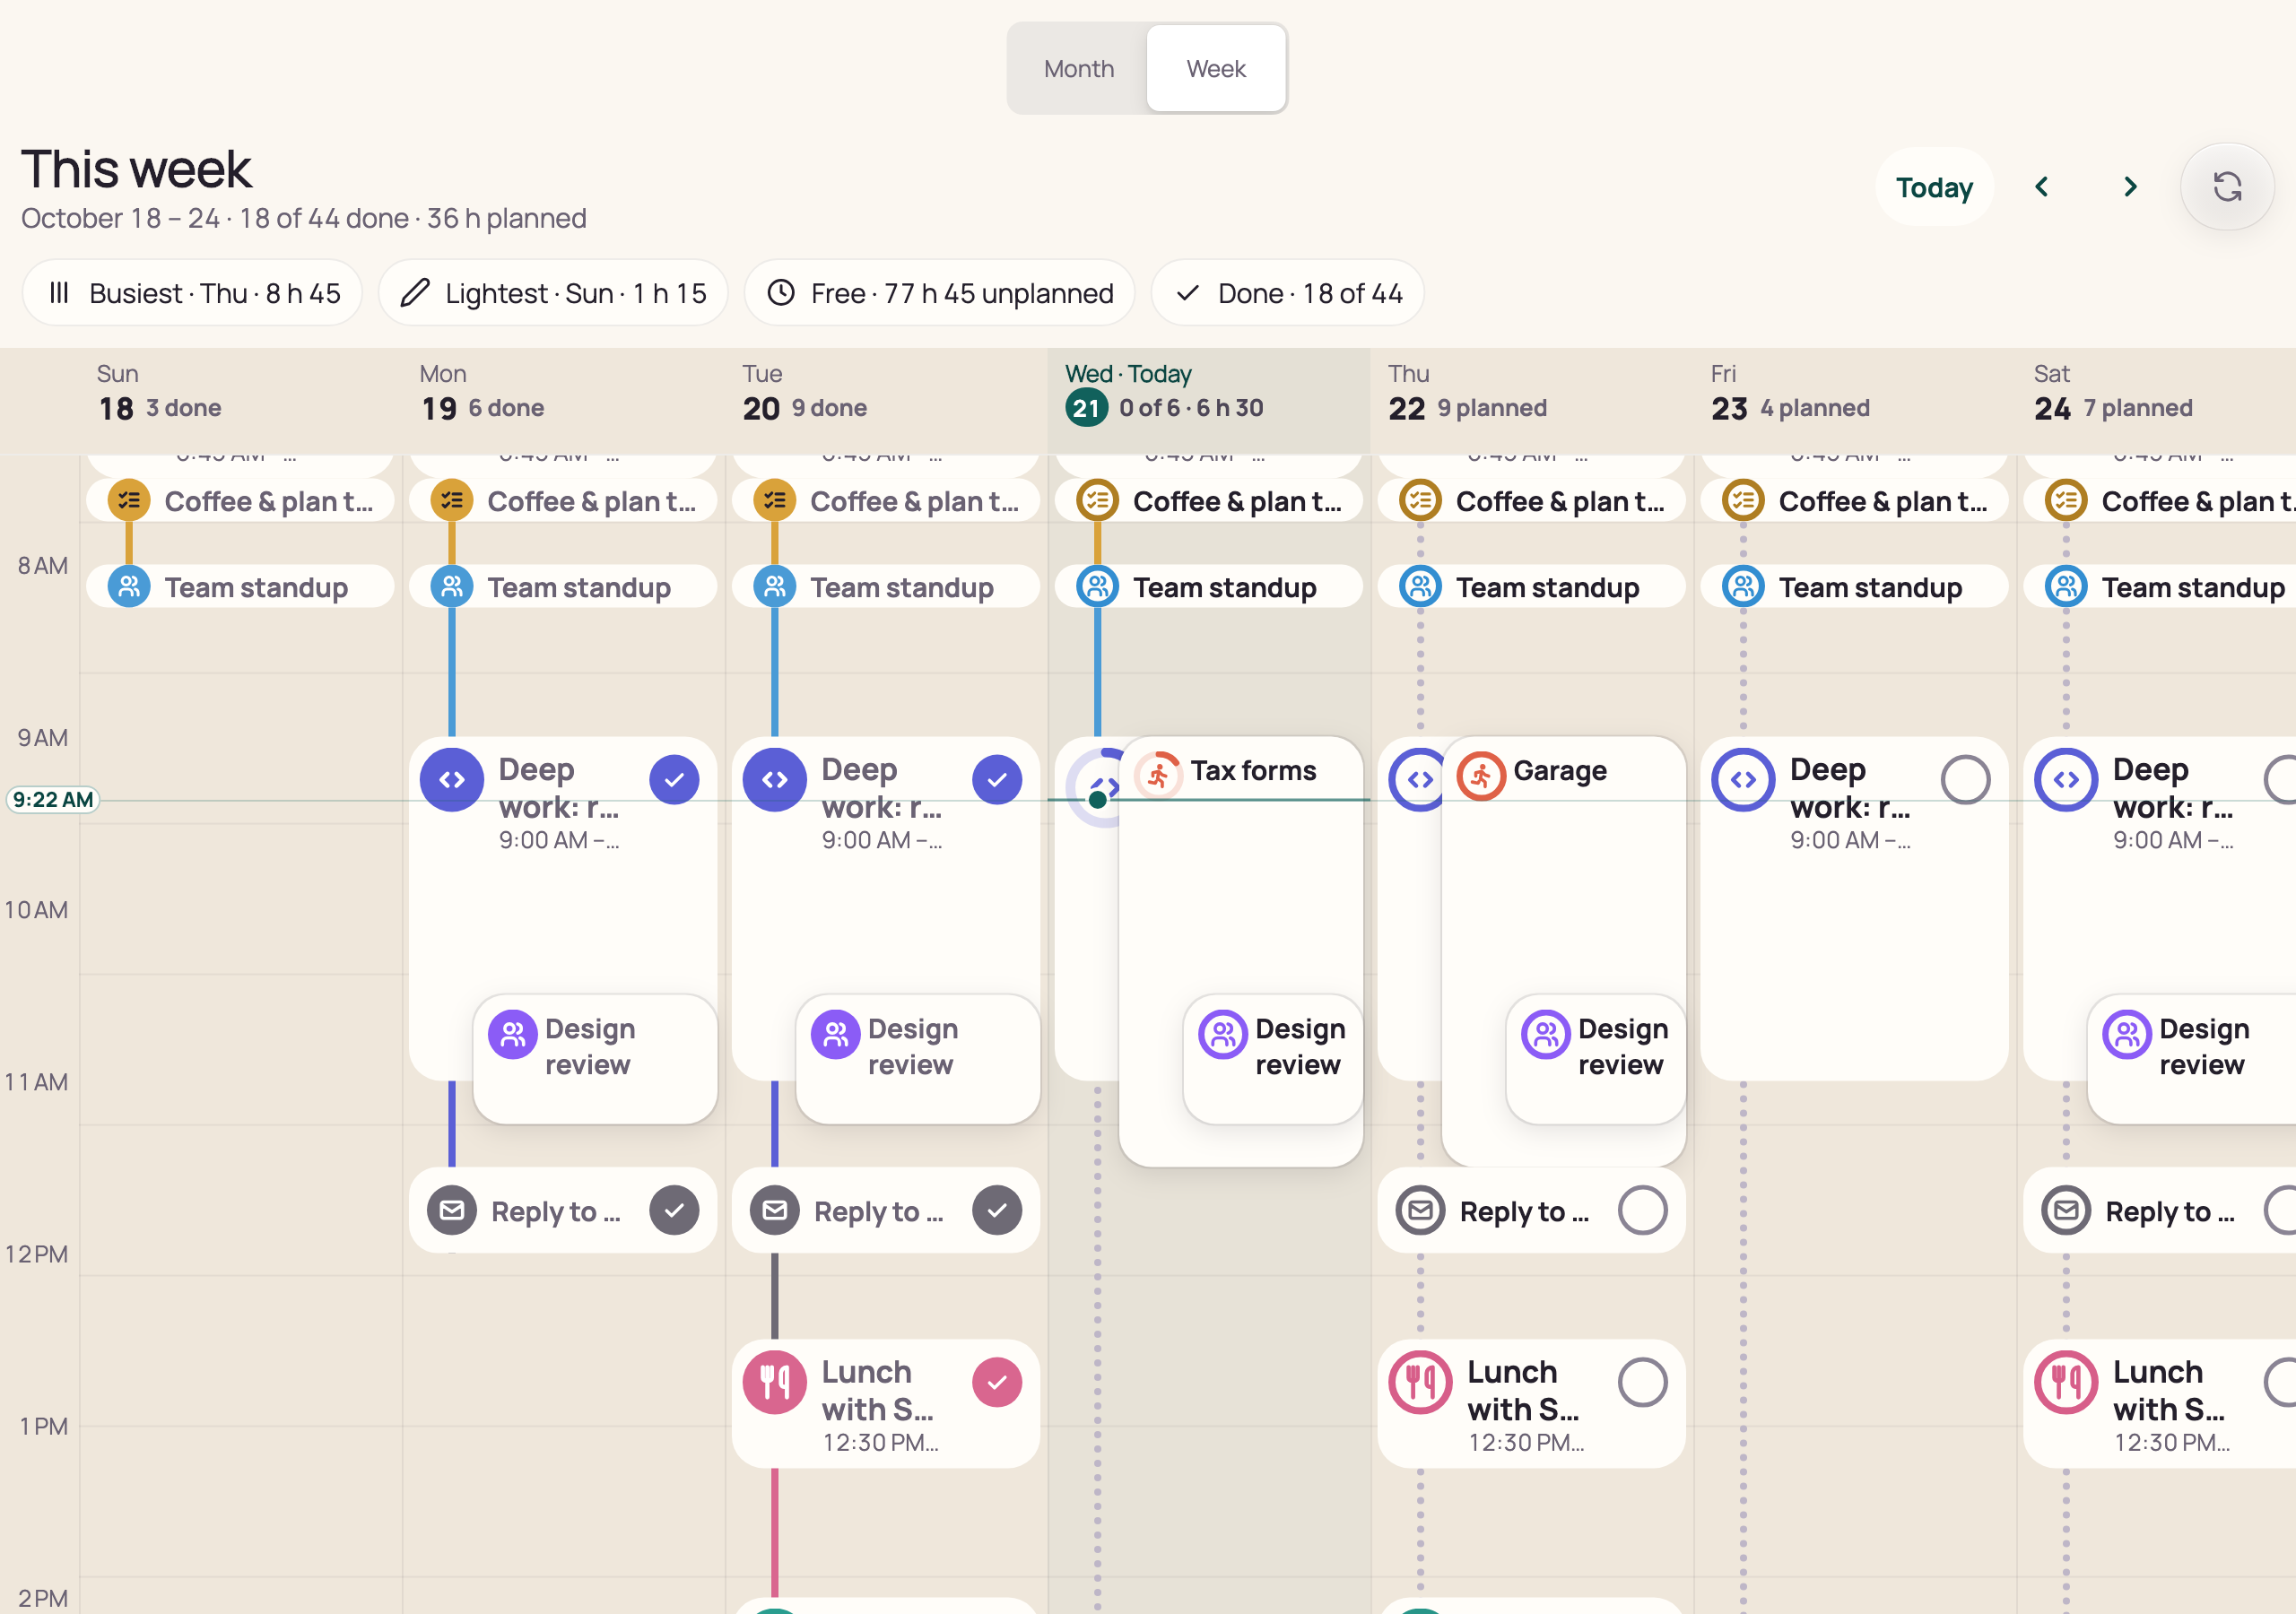 Month
Week
This week
October 18 – 24 · 18 of 44 done · 36 h planned
Today
Busiest · Thu · 8 h 45
Lightest · Sun · 1 h 15
Free · 77 h 45 unplanned
Done · 18 of 44
Sun
18 3 done
Mon
19 6 done
Tue
20 9 done
Wed · Today
21 0 of 6 · 6 h 30
Thu
22 9 planned
Fri
23 4 planned
Sat
24 7 planned
Coffee & plan t...
Coffee & plan t...
Coffee & plan t...
Coffee & plan t...
Coffee & plan t...
Coffee & plan t...
Coffee & plan t...
8 AM
Team standup
Team standup
Team standup
Team standup
Team standup
Team standup
Team standup
9 AM
Deep
work: r...
9:00 AM –...
Deep
work: r...
9:00 AM –...
Tax forms
Garage
Deep
work: r...
9:00 AM –...
Deep
work: r...
9:00 AM –...
9:22 AM
10 AM
Design
review
Design
review
Design
review
Design
review
Design
review
11 AM
Reply to ...
Reply to ...
Reply to ...
Reply to ...
12 PM
Lunch
with S...
12:30 PM...
Lunch
with S...
12:30 PM...
Lunch
with S...
12:30 PM...
1 PM
2 PM